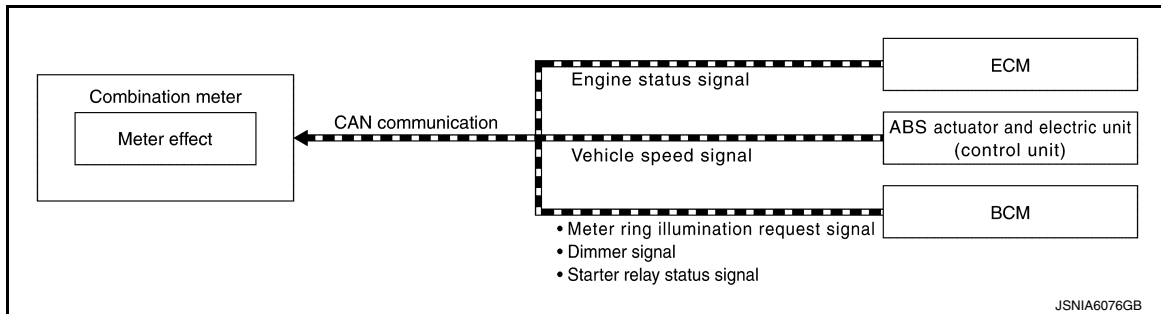 Combination meter
Meter effect
CAN communication
Engine status signal
ECM
Vehicle speed signal
ABS actuator and electric unit
(control unit)
BCM
• Meter ring illumination request signal
• Dimmer signal
• Starter relay status signal
JSNIA6076GB